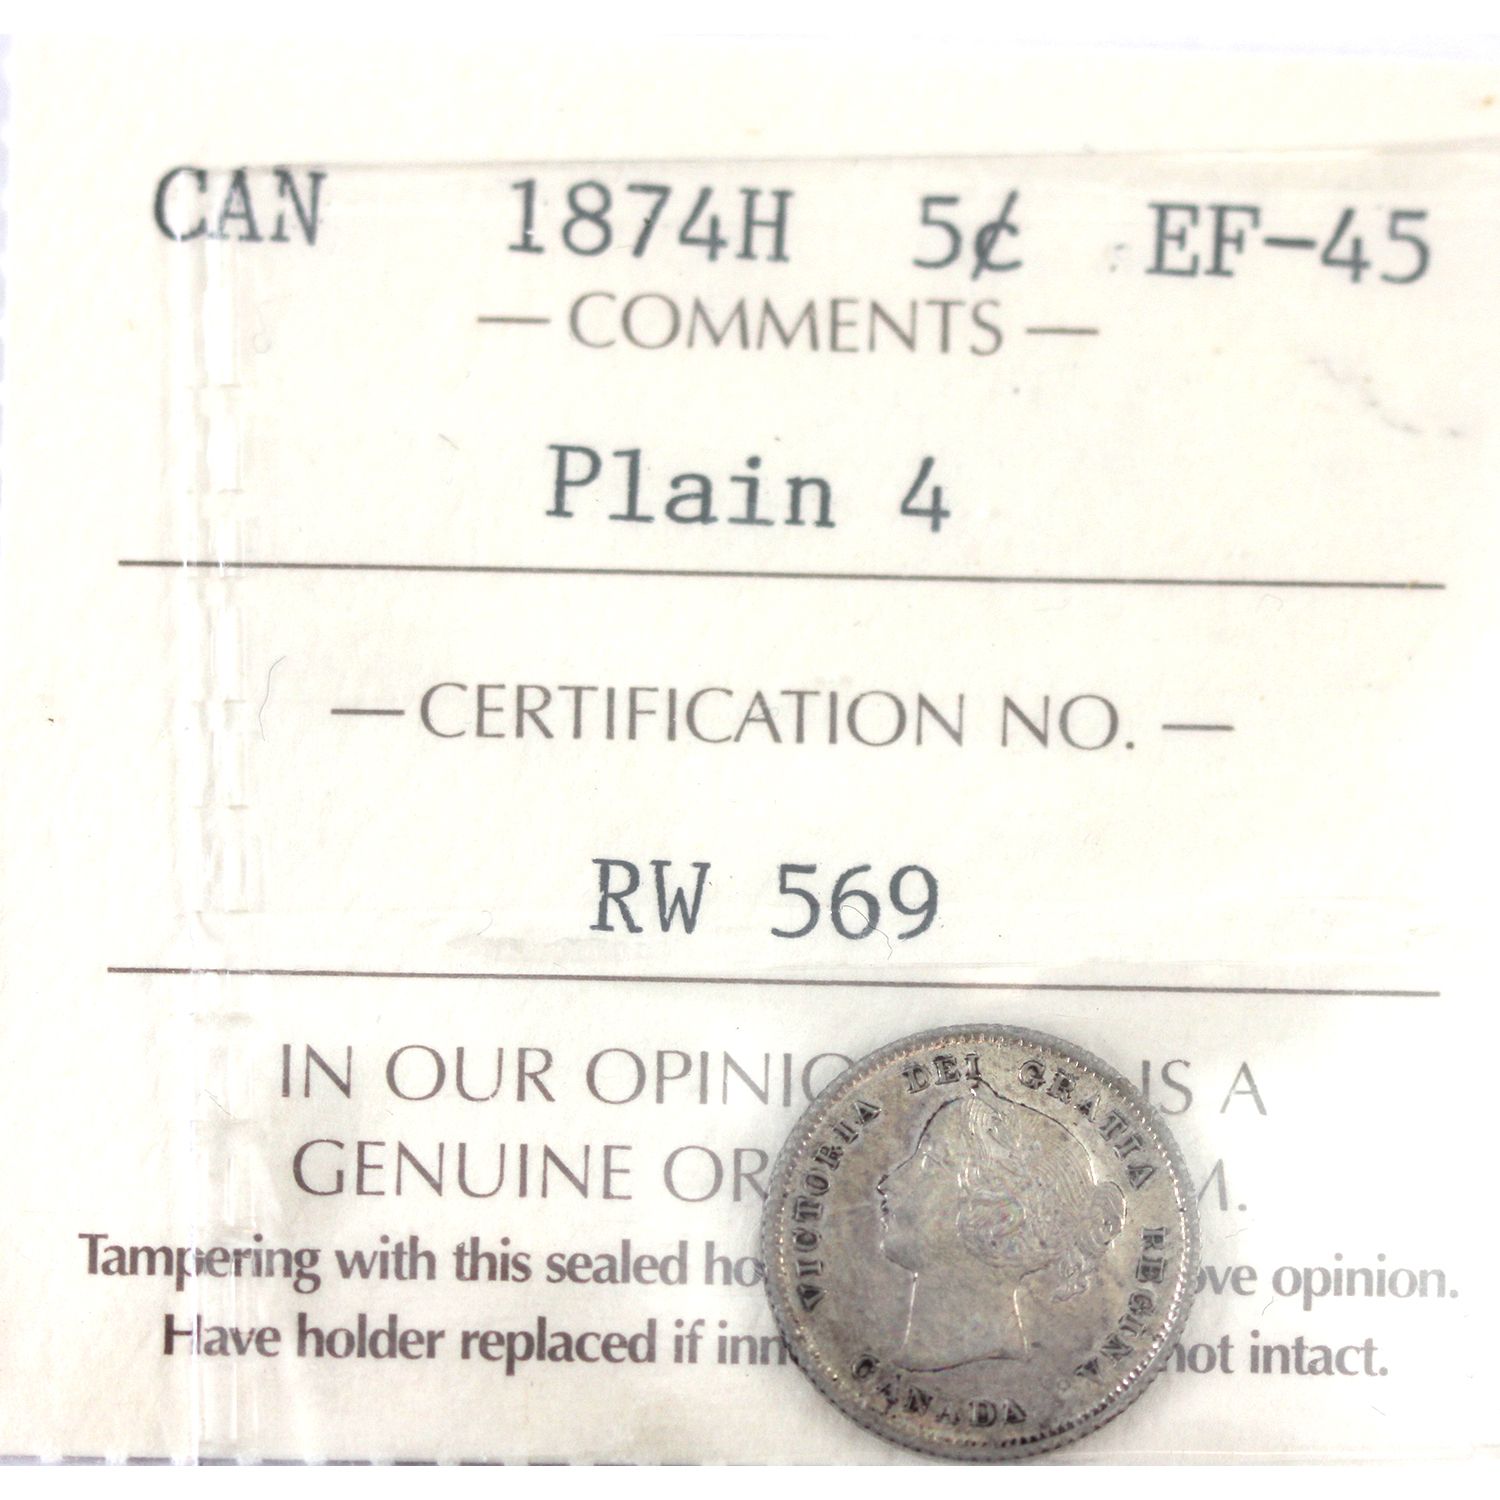 CAN 1874H 5¢ EF-45
— COMMENTS —
Plain 4
— CERTIFICATION NO. —
RW 569
IN OUR OPINIO IS A
GENUINE OR M.
Tampering with this sealed ho ove opinion.
Have holder replaced if inn not intact.
VICTORIA DEI GRATIA REGINA
CANADA